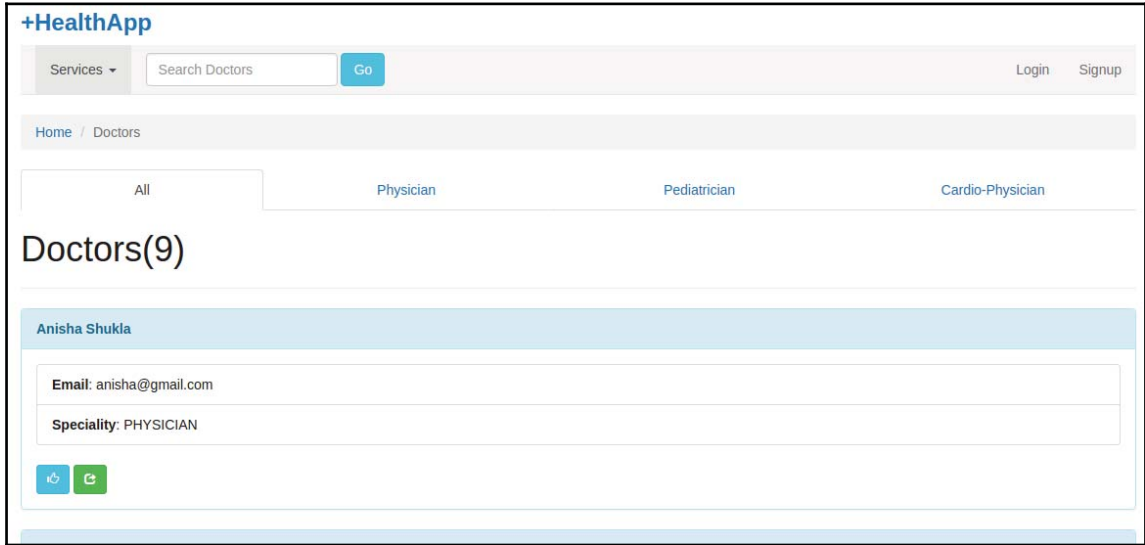 +HealthApp
Services Search Doctors Go Login Signup
Home / Doctors
All Physician Pediatrician Cardio-Physician
Doctors(9)
Anisha Shukla
Email: anisha@gmail.com
Speciality: PHYSICIAN